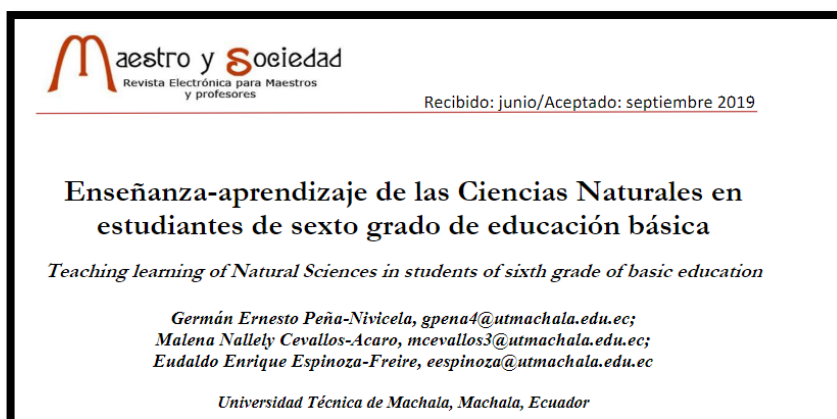 Maestro y Sociedad
Revista Electrónica para Maestros
y profesores
Recibido: junio/Aceptado: septiembre 2019
Enseñanza-aprendizaje de las Ciencias Naturales en
estudiantes de sexto grado de educación básica
Teaching learning of Natural Sciences in students of sixth grade of basic education
Germán Ernesto Peña-Nivicela, gpena4@utmachala.edu.ec;
Malena Nallely Cevallos-Acaro, mcevallos3@utmachala.edu.ec;
Eudaldo Enrique Espinoza-Freire, eespinoza@utmachala.edu.ec
Universidad Técnica de Machala, Machala, Ecuador